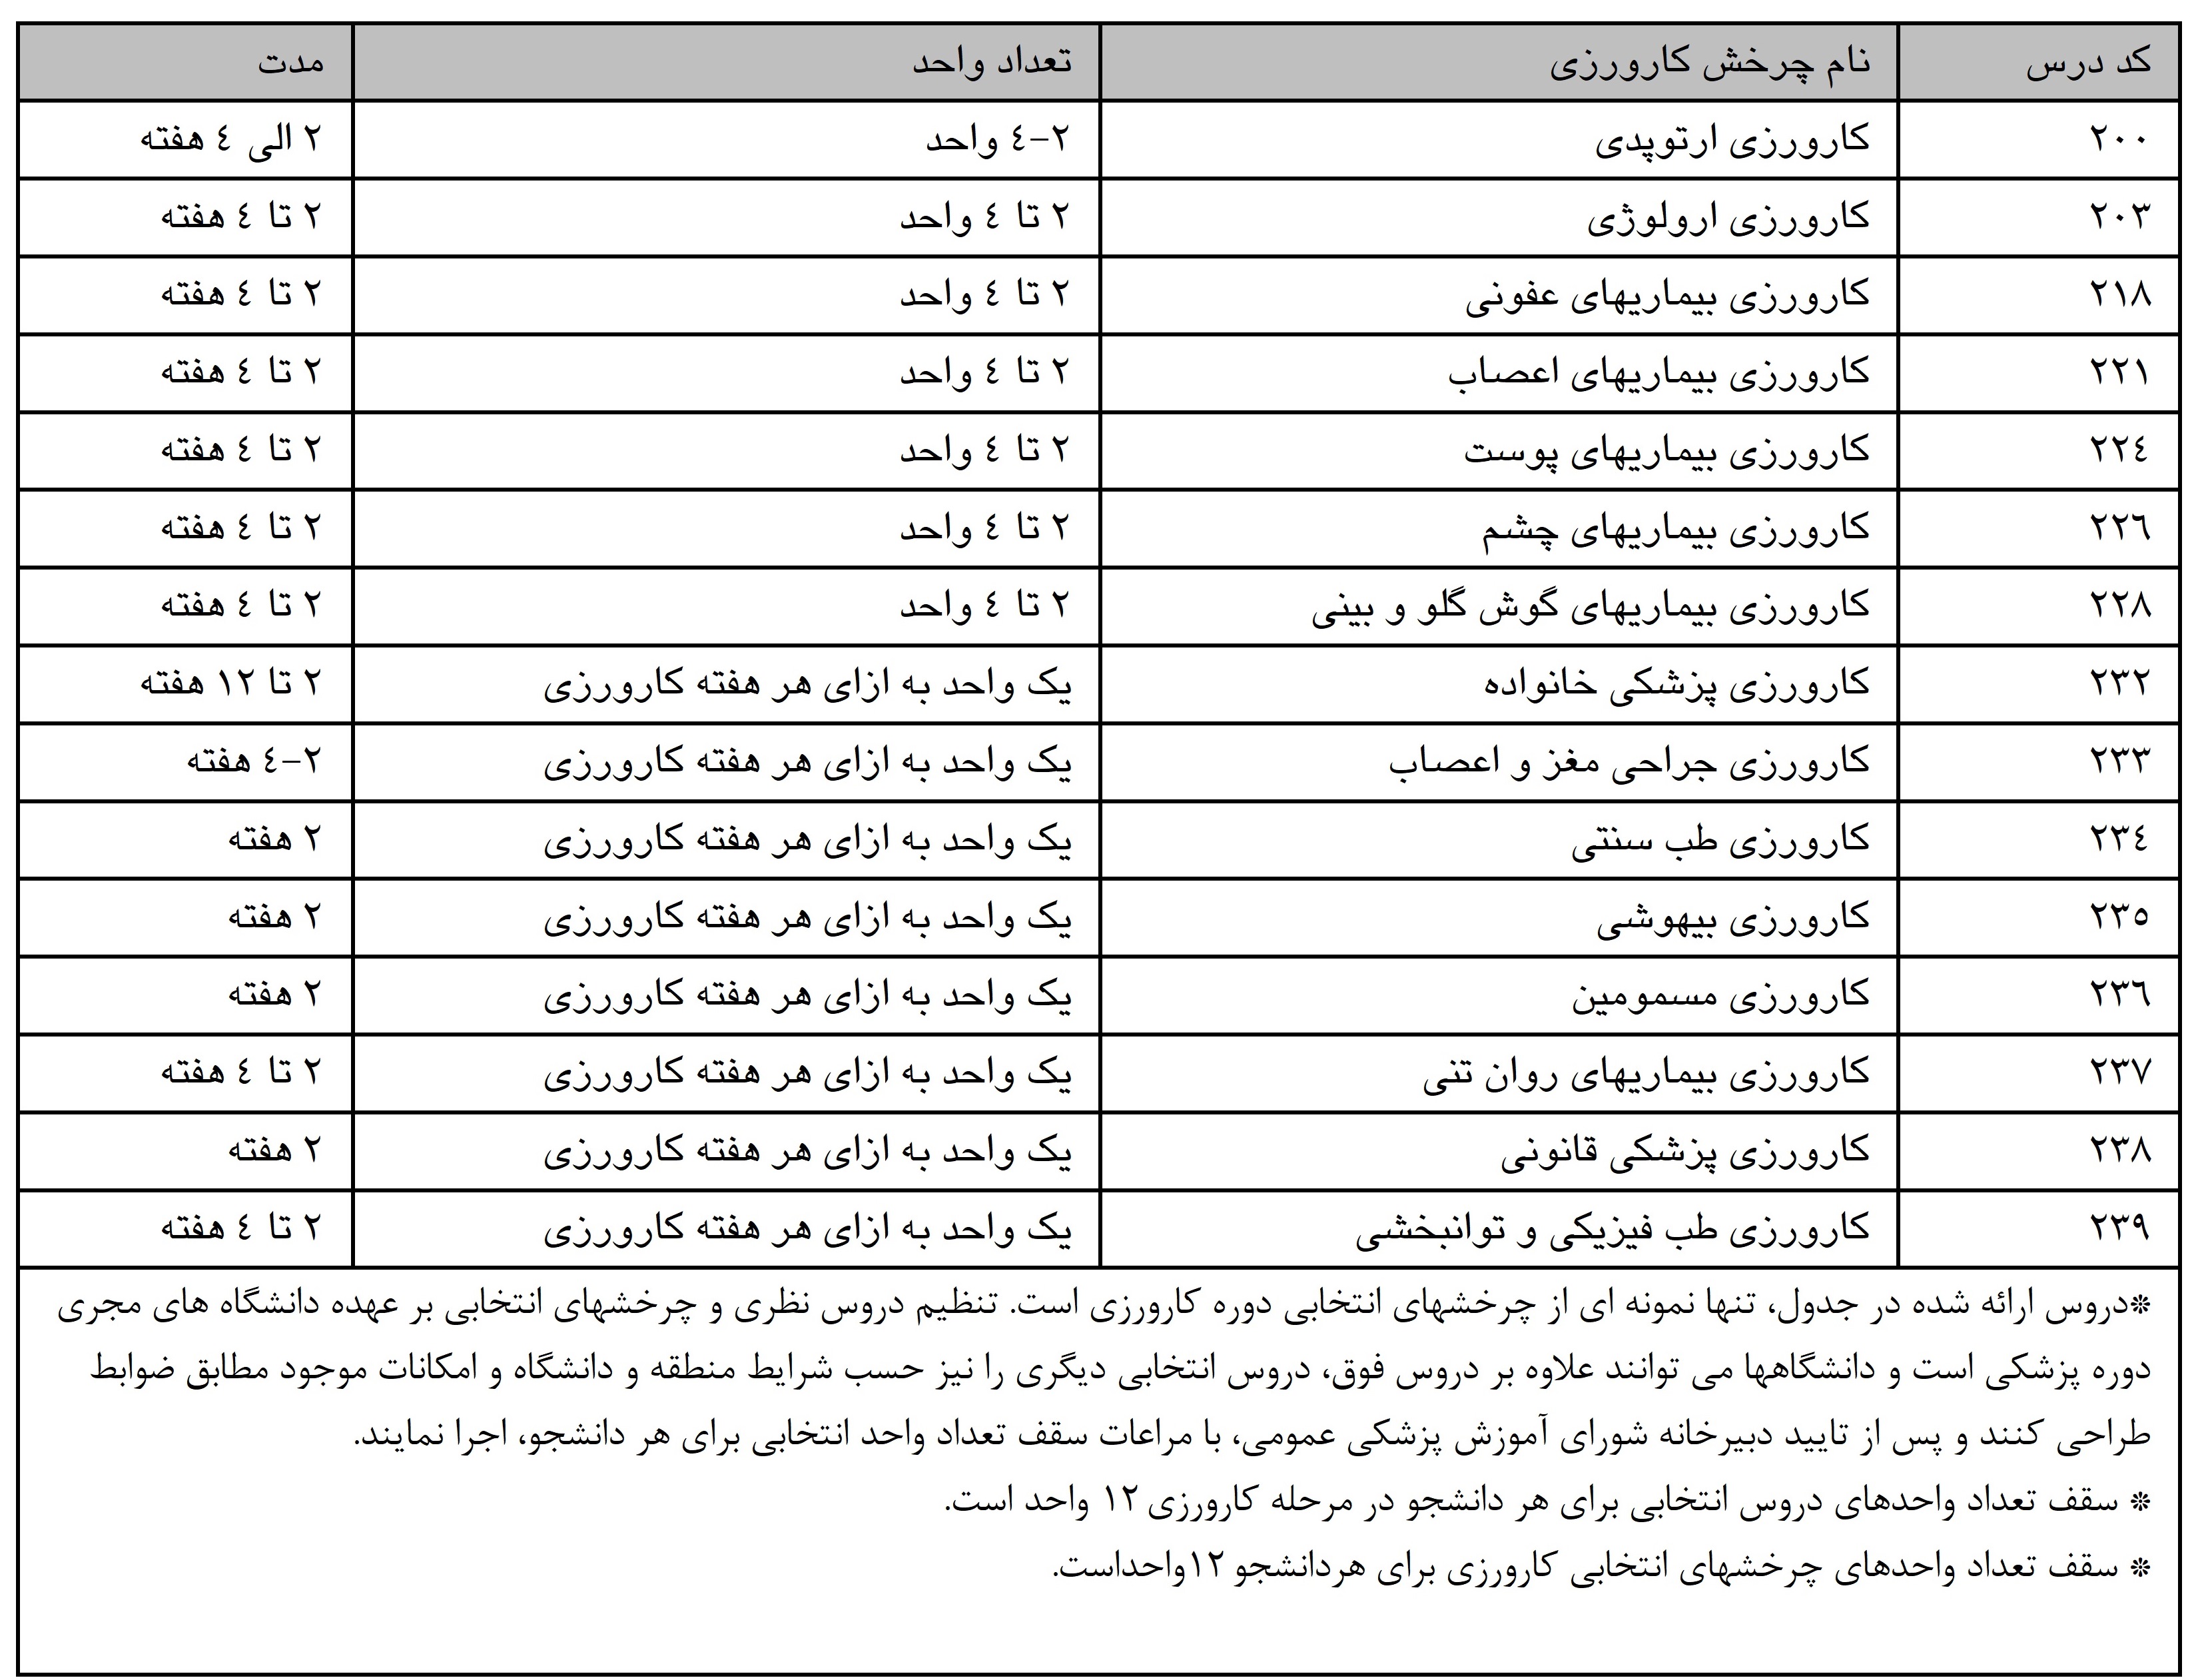 کد درس نام چرخش کارورزی تعداد واحد مدت
۲۰۰ کارورزی ارتوپدی ۲-٤ واحد ۲ الی ٤ هفته
۲۰۳ کارورزی ارولوژی ۲ تا ٤ واحد ۲ تا ٤ هفته
۲۱۸ کارورزی بیماریهای عفونی ۲ تا ٤ واحد ۲ تا ٤ هفته
۲۲۱ کارورزی بیماریهای اعصاب ۲ تا ٤ واحد ۲ تا ٤ هفته
۲۲٤ کارورزی بیماریهای پوست ۲ تا ٤ واحد ۲ تا ٤ هفته
۲۲٦ کارورزی بیماریهای چشم ۲ تا ٤ واحد ۲ تا ٤ هفته
۲۲۸ کارورزی بیماریهای گوش گلو و بینی ۲ تا ٤ واحد ۲ تا ٤ هفته
۲۳۲ کارورزی پزشکی خانواده یک واحد به ازای هر هفته کارورزی ۲ تا ۱۲ هفته
۲۳۳ کارورزی جراحی مغز و اعصاب یک واحد به ازای هر هفته کارورزی ۲-٤ هفته
۲۳٤ کارورزی طب سنتی یک واحد به ازای هر هفته کارورزی ۲ هفته
۲۳٥ کارورزی بیهوشی یک واحد به ازای هر هفته کارورزی ۲ هفته
۲۳٦ کارورزی مسمومین یک واحد به ازای هر هفته کارورزی ۲ هفته
۲۳۷ کارورزی بیماریهای روان تنی یک واحد به ازای هر هفته کارورزی ۲ تا ٤ هفته
۲۳۸ کارورزی پزشکی قانونی یک واحد به ازای هر هفته کارورزی ۲ هفته
۲۳۹ کارورزی طب فیزیکی و توانبخشی یک واحد به ازای هر هفته کارورزی ۲ تا ٤ هفته
*دروس ارائه شده در جدول، تنها نمونه ای از چرخشهای انتخابی دوره کارورزی است. تنظیم دروس نظری و چرخشهای انتخابی بر عهده دانشگاه های مجری
دوره پزشکی است و دانشگاهها می توانند علاوه بر دروس فوق، دروس انتخابی دیگری را نیز حسب شرایط منطقه و دانشگاه و امکانات موجود مطابق ضوابط
طراحی کنند و پس از تایید دبیرخانه شورای آموزش پزشکی عمومی، با مراعات سقف تعداد واحد انتخابی برای هر دانشجو، اجرا نمایند.
* سقف تعداد واحدهای دروس انتخابی برای هر دانشجو در مرحله کارورزی ۱۲ واحد است.
* سقف تعداد واحدهای چرخشهای انتخابی کارورزی برای هردانشجو ۱۲واحداست.